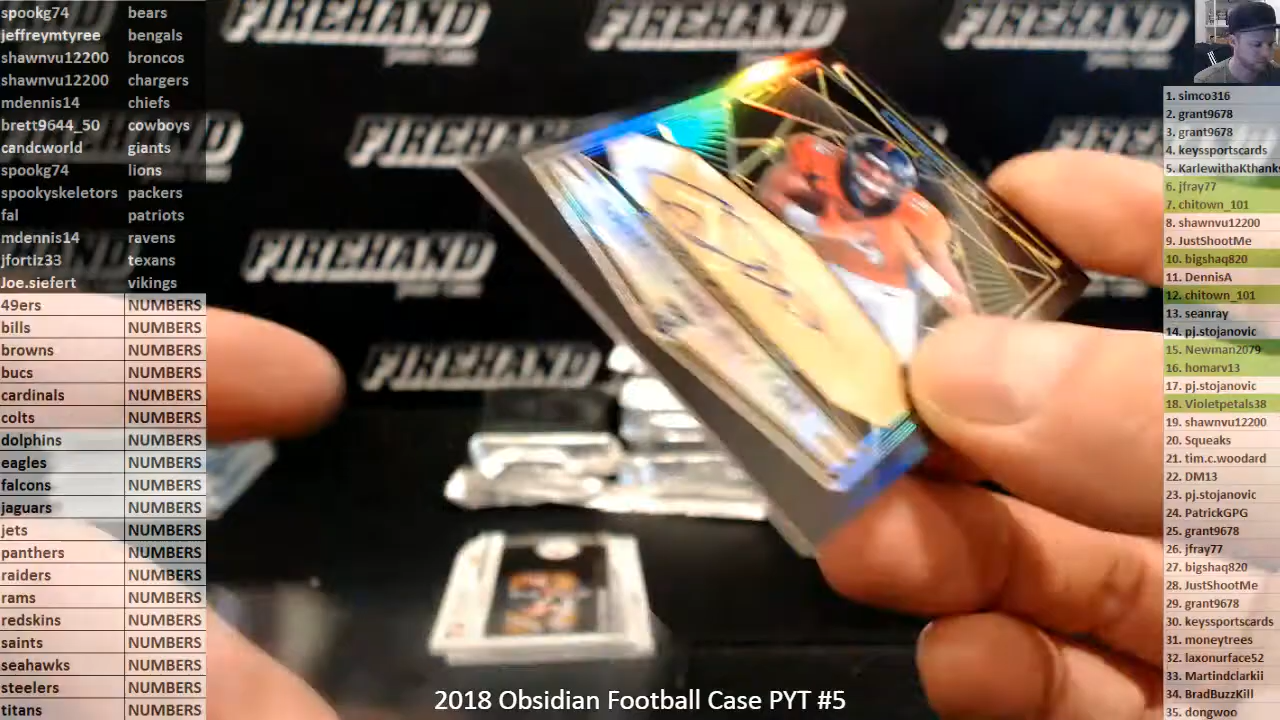 spookg74 bears
jeffreymtyree bengals
shawnvu12200 broncos
shawnvu12200 chargers
mdennis14 chiefs
brett9644_50 cowboys
candcworld giants
spookg74 lions
spookyskeletors packers
fal patriots
mdennis14 ravens
jfortiz33 texans
Joe.siefert vikings
49ers NUMBERS
bills NUMBERS
browns NUMBERS
bucs NUMBERS
cardinals NUMBERS
colts NUMBERS
dolphins NUMBERS
eagles NUMBERS
falcons NUMBERS
jaguars NUMBERS
jets NUMBERS
panthers NUMBERS
raiders NUMBERS
rams NUMBERS
redskins NUMBERS
saints NUMBERS
seahawks NUMBERS
steelers NUMBERS
titans NUMBERS
FIREHAND
FIREHAND
FIREHAND
FIREHAND
FIREHAND
FIREHAND
2018 Obsidian Football Case PYT #5
1. simco316
2. grant9678
3. grant9678
4. keyssportscards
5. KarlewithaKthanks
6. jfray77
7. chitown_101
8. shawnvu12200
9. JustShootMe
10. bigshaq820
11. DennisA
12. chitown_101
13. seanray
14. pj.stojanovic
15. Newman2079
16. homarv13
17. pj.stojanovic
18. Violetpetals38
19. shawnvu12200
20. Squeaks
21. tim.c.woodard
22. DM13
23. pj.stojanovic
24. PatrickGPG
25. grant9678
26. jfray77
27. bigshaq820
28. JustShootMe
29. grant9678
30. keyssportscards
31. moneytrees
32. laxonurface52
33. Martindclarkii
34. BradBuzzKill
35. dongwoo